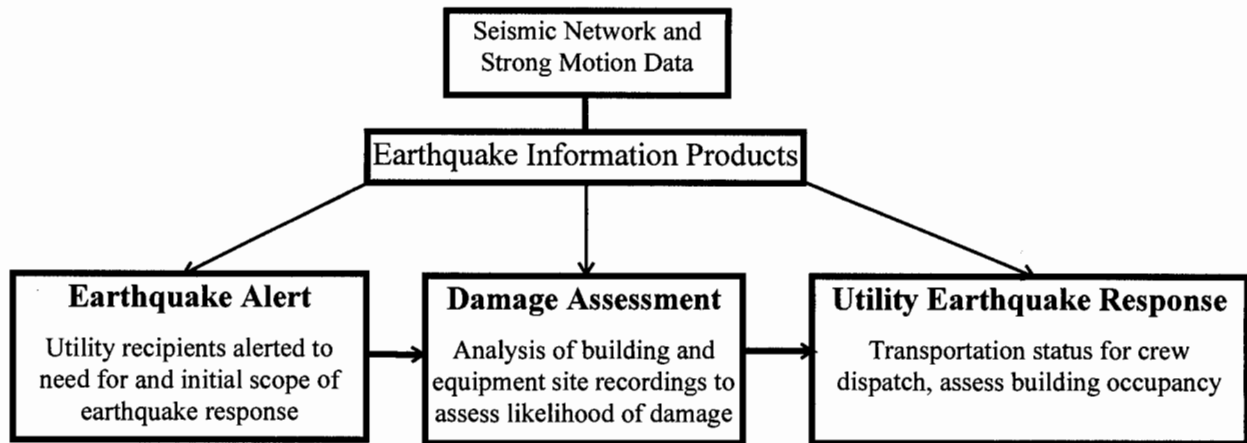 Seismic Network and
Strong Motion Data
Earthquake Information Products
Earthquake Alert
Utility recipients alerted to
need for and initial scope of
earthquake response
Damage Assessment
Analysis of building and
equipment site recordings to
assess likelihood of damage
Utility Earthquake Response
Transportation status for crew
dispatch, assess building occupancy